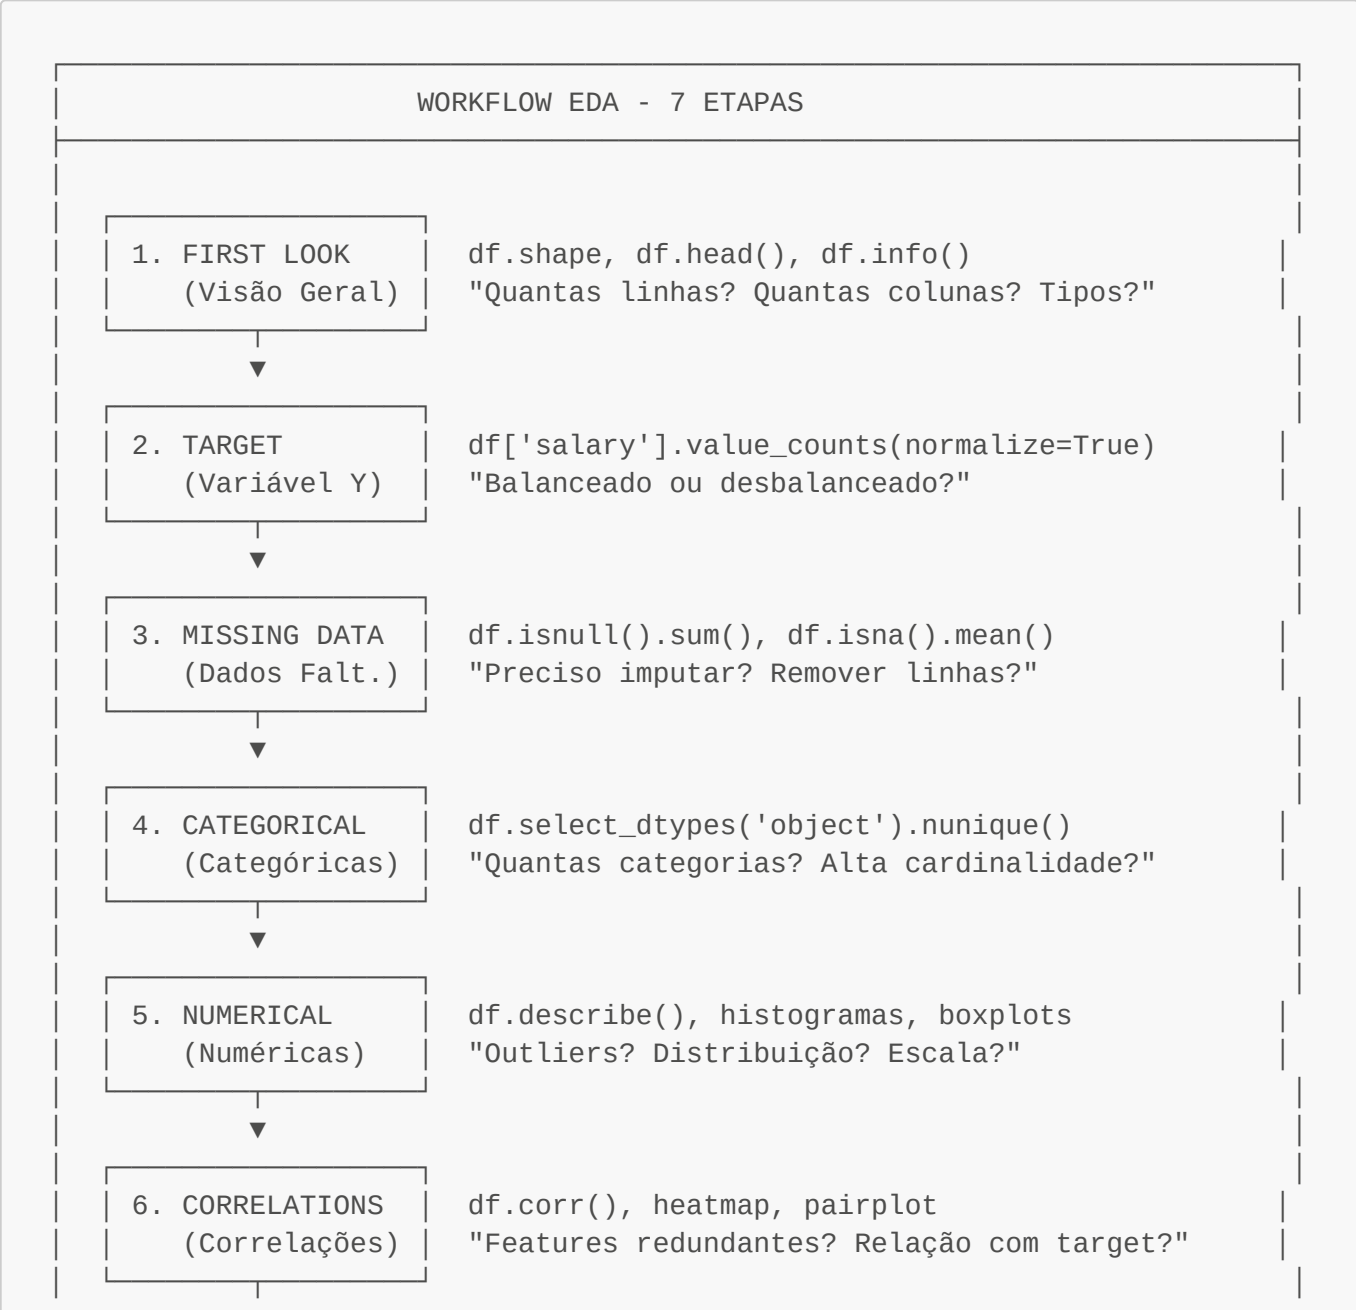 WORKFLOW EDA - 7 ETAPAS
1. FIRST LOOK df.shape, df.head(), df.info()
(Visão Geral) "Quantas linhas? Quantas colunas? Tipos?"
▼
2. TARGET df['salary'].value_counts(normalize=True)
(Variável Y) "Balanceado ou desbalanceado?"
▼
3. MISSING DATA df.isnull().sum(), df.isna().mean()
(Dados Falt.) "Preciso imputar? Remover linhas?"
▼
4. CATEGORICAL df.select_dtypes('object').nunique()
(Categóricas) "Quantas categorias? Alta cardinalidade?"
▼
5. NUMERICAL df.describe(), histogramas, boxplots
(Numéricas) "Outliers? Distribuição? Escala?"
▼
6. CORRELATIONS df.corr(), heatmap, pairplot
(Correlações) "Features redundantes? Relação com target?"